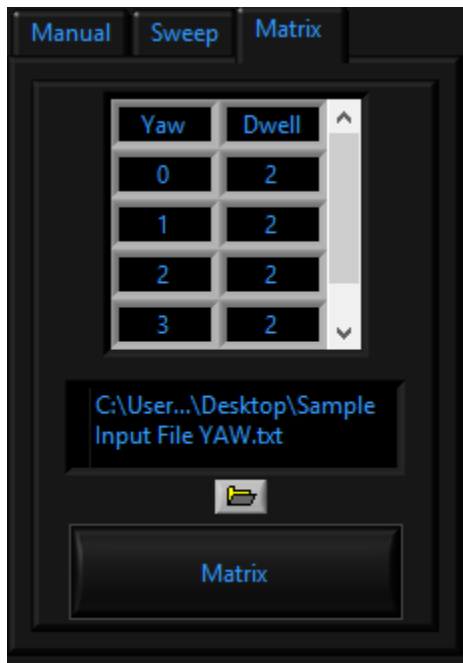 Manual Sweep Matrix
Yaw Dwell
0 2
1 2
2 2
3 2
C:\User...\Desktop\Sample
Input File YAW.txt
Matrix